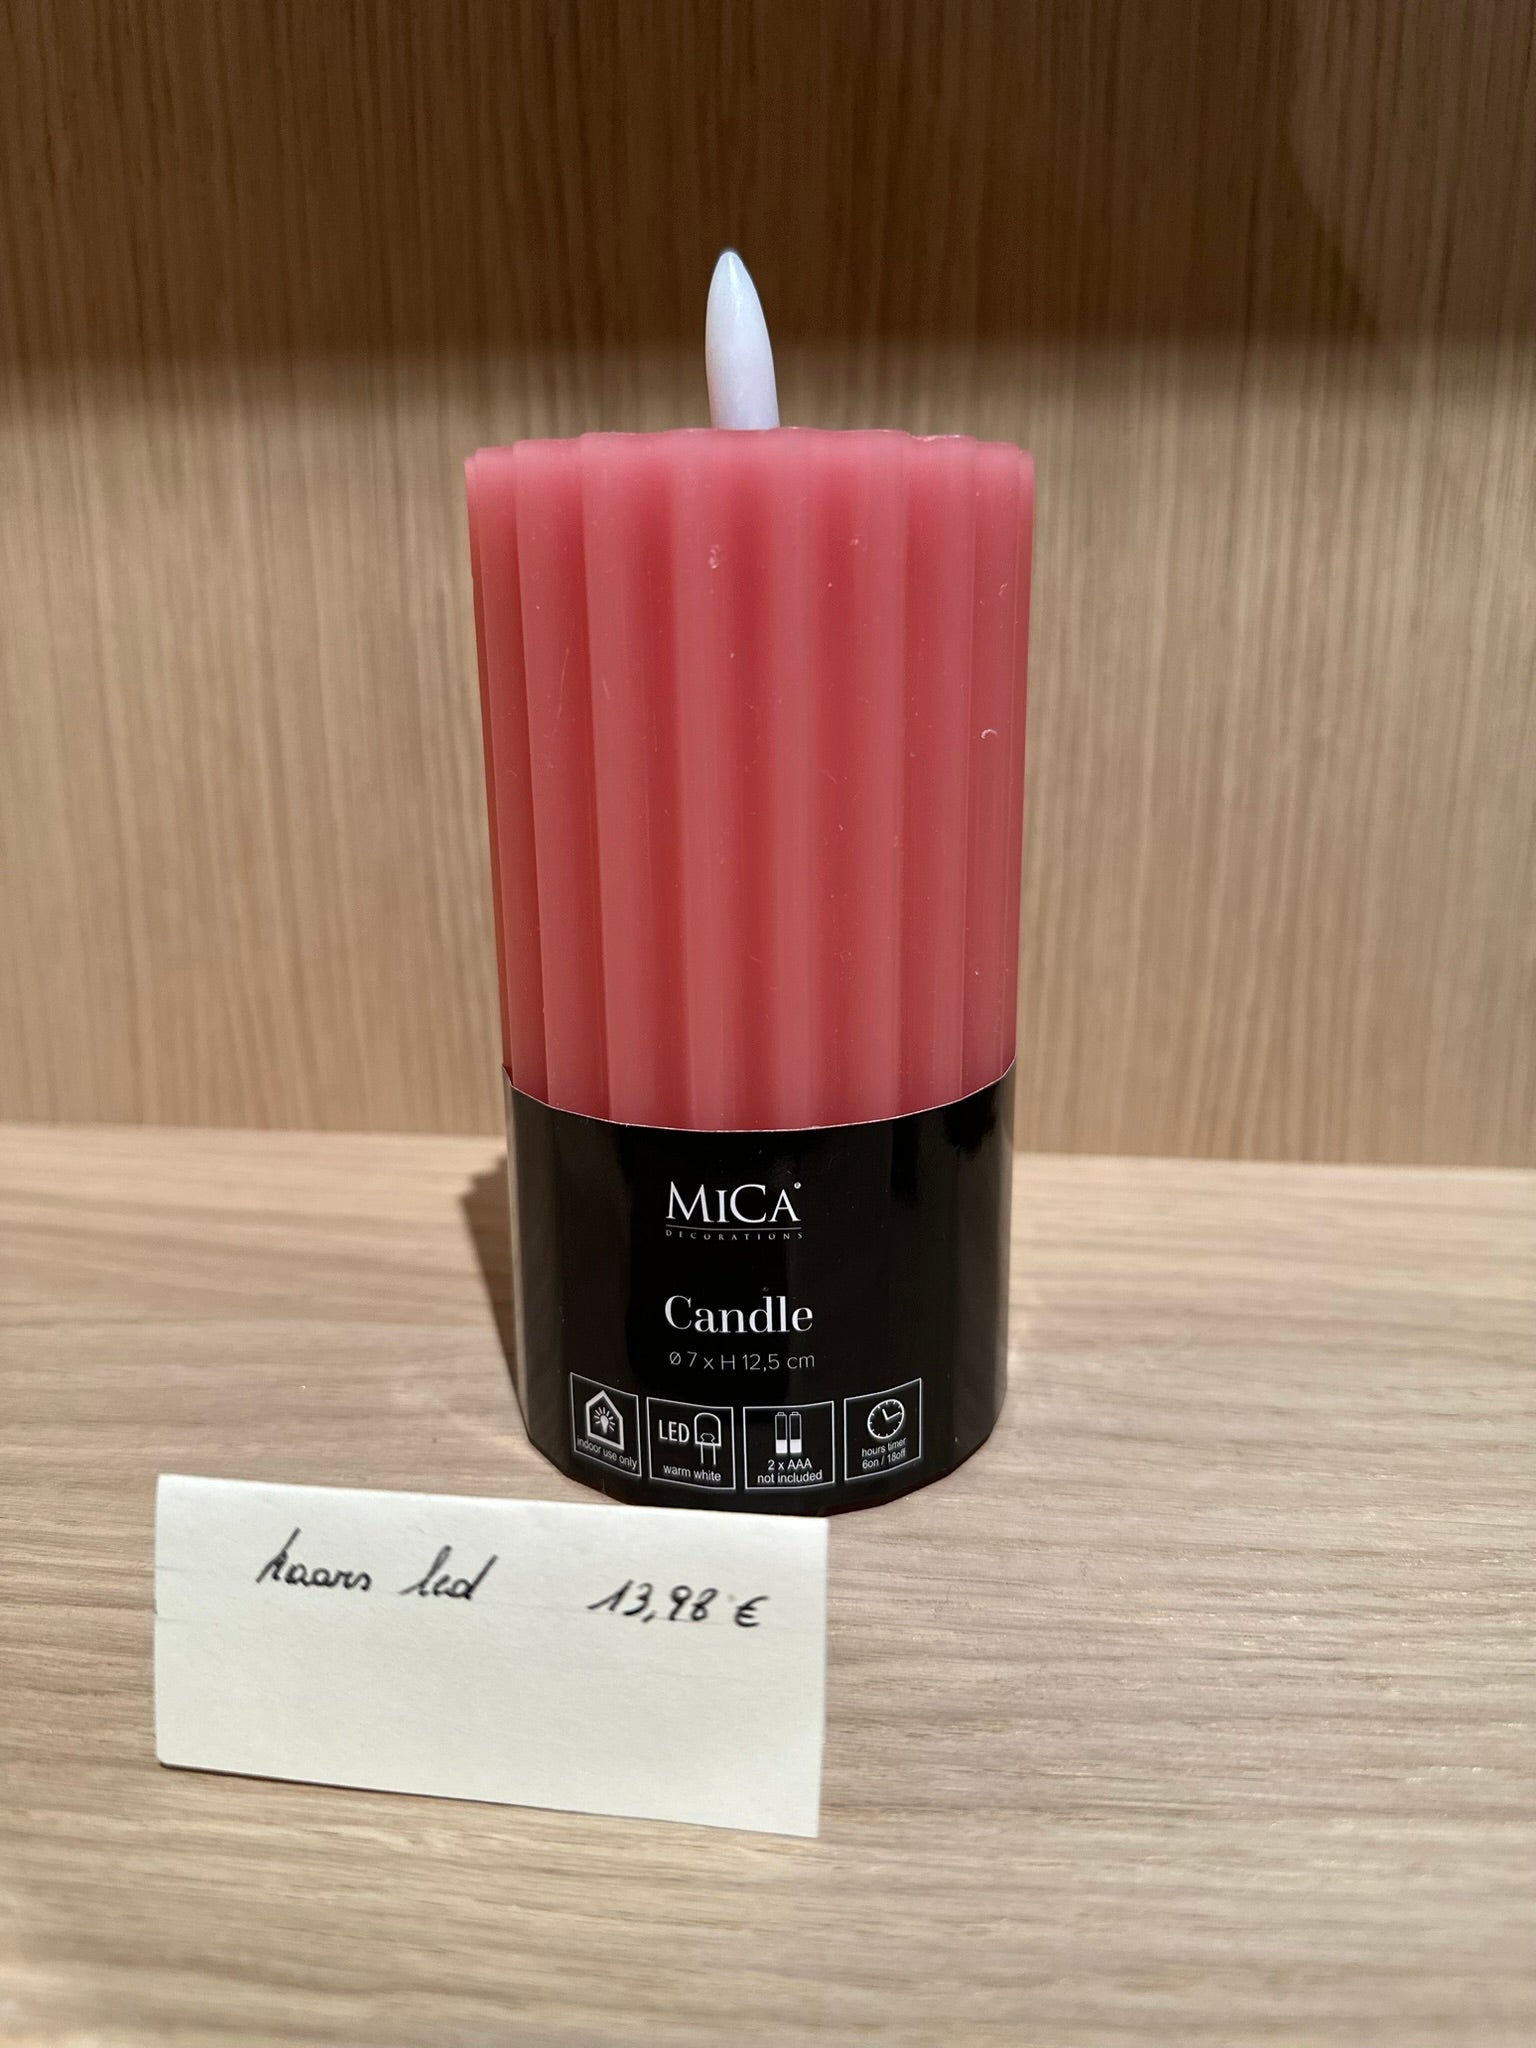 MICA®
DECORATIONS
Candle
Ø 7 x H 12,5 cm
indoor use only
LED
warm white
2 x AAA
not included
hours timer
6on / 18off
kaars led 13,98 €